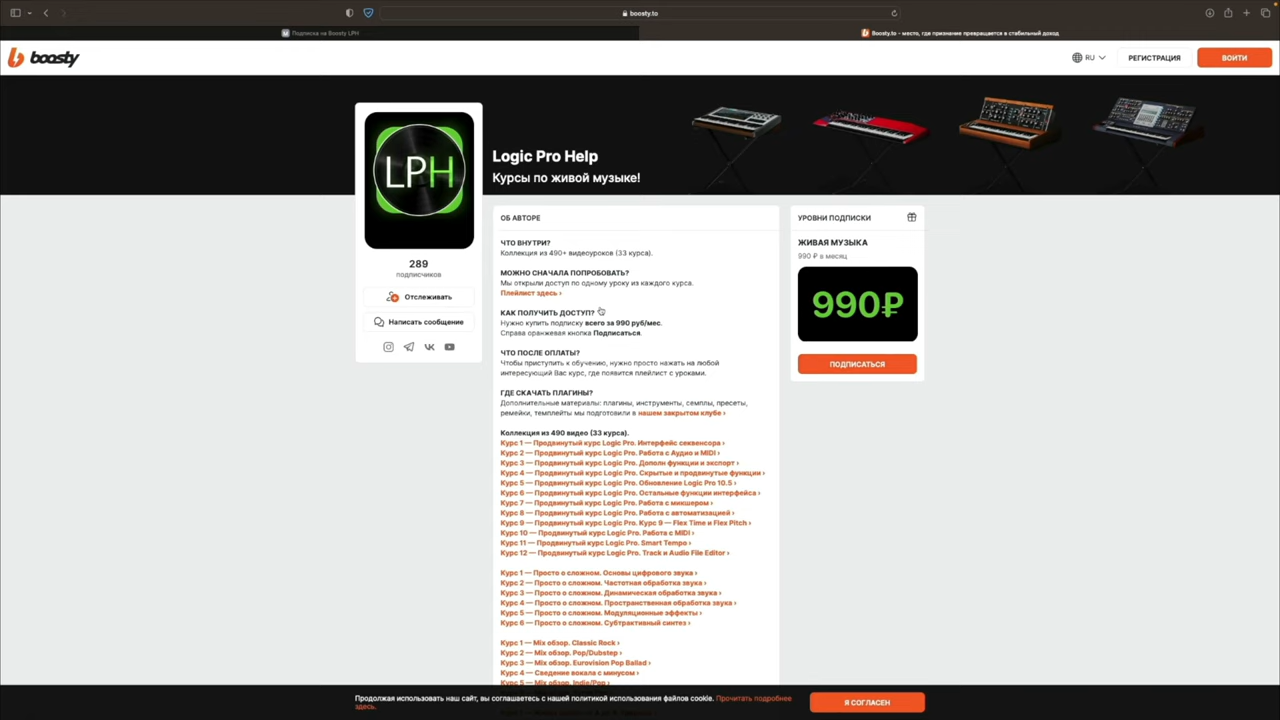 boosty.to
Подписка на Boosty LPH
Boosty.to - место, где признание превращается в стабильный доход
boosty
RU
РЕГИСТРАЦИЯ
ВОЙТИ
LPH
Logic Pro Help
Курсы по живой музыке!
289
подписчиков
Отслеживать
Написать сообщение
ОБ АВТОРЕ
ЧТО ВНУТРИ?
Коллекция из 490+ видеоуроков (33 курса).
МОЖНО СНАЧАЛА ПОПРОБОВАТЬ?
Мы открыли доступ по одному уроку из каждого курса.
Плейлист здесь ›
КАК ПОЛУЧИТЬ ДОСТУП?
Нужно купить подписку всего за 990 руб/мес.
Справа оранжевая кнопка Подписаться.
ЧТО ПОСЛЕ ОПЛАТЫ?
Чтобы приступить к обучению, нужно просто нажать на любой
интересующий Вас курс, где появится плейлист с уроками.
ГДЕ СКАЧАТЬ ПЛАГИНЫ?
Дополнительные материалы: плагины, инструменты, семплы, пресеты,
ремейки, темплейты мы подготовили в нашем закрытом клубе ›
Коллекция из 490 видео (33 курса).
Курс 1 — Продвинутый курс Logic Pro. Интерфейс секвенсора ›
Курс 2 — Продвинутый курс Logic Pro. Работа с Аудио и MIDI ›
Курс 3 — Продвинутый курс Logic Pro. Дополн функции и экспорт ›
Курс 4 — Продвинутый курс Logic Pro. Скрытые и продвинутые функции ›
Курс 5 — Продвинутый курс Logic Pro. Обновление Logic Pro 10.5 ›
Курс 6 — Продвинутый курс Logic Pro. Остальные функции интерфейса ›
Курс 7 — Продвинутый курс Logic Pro. Работа с микшером ›
Курс 8 — Продвинутый курс Logic Pro. Работа с автоматизацией ›
Курс 9 — Продвинутый курс Logic Pro. Курс 9 — Flex Time и Flex Pitch ›
Курс 10 — Продвинутый курс Logic Pro. Работа с MIDI ›
Курс 11 — Продвинутый курс Logic Pro. Smart Tempo ›
Курс 12 — Продвинутый курс Logic Pro. Track и Audio File Editor ›
Курс 1 — Просто о сложном. Основы цифрового звука ›
Курс 2 — Просто о сложном. Частотная обработка звука ›
Курс 3 — Просто о сложном. Динамическая обработка звука ›
Курс 4 — Просто о сложном. Пространственная обработка звука ›
Курс 5 — Просто о сложном. Модуляционные эффекты ›
Курс 6 — Просто о сложном. Субтрактивный синтез ›
Курс 1 — Mix обзор. Classic Rock ›
Курс 2 — Mix обзор. Pop/Dubstep ›
Курс 3 — Mix обзор. Eurovision Pop Ballad ›
Курс 4 — Сведение вокала с минусом ›
Курс 5 — Mix обзор. Indie/Pop ›
УРОВНИ ПОДПИСКИ
ЖИВАЯ МУЗЫКА
990 ₽ в месяц
990₽
ПОДПИСАТЬСЯ
Продолжая использовать наш сайт, вы соглашаетесь с нашей политикой использования файлов cookie. Прочитать подробнее
здесь.
Я СОГЛАСЕН